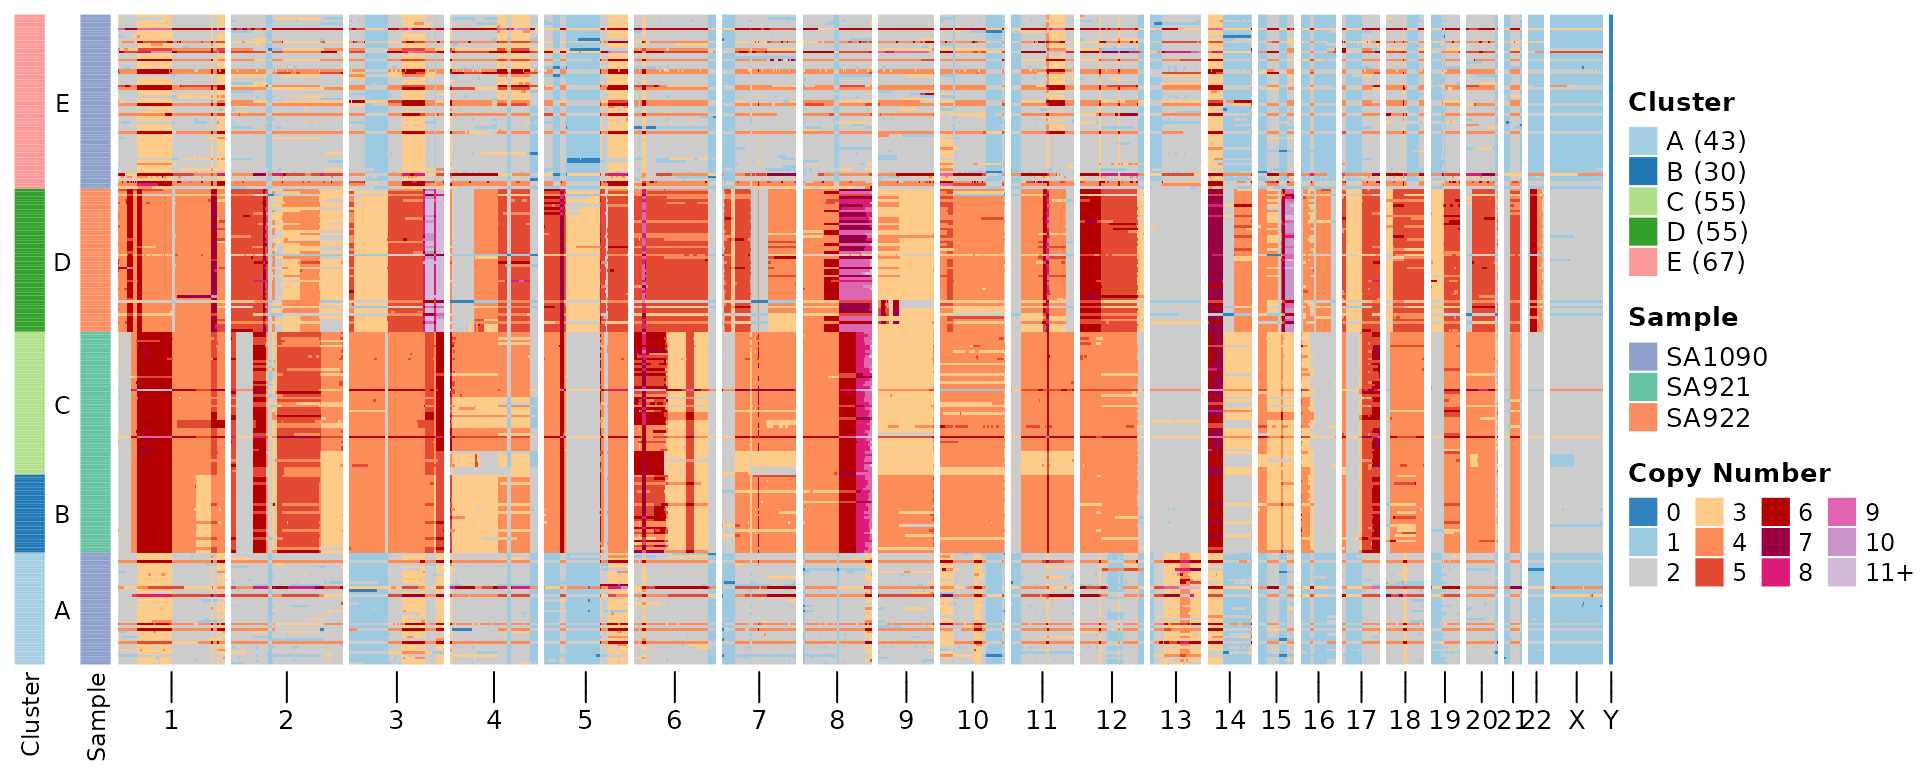 E
D
C
B
A
Cluster
Sample
1 2 3 4 5 6 7 8 9 10 11 12 13 14 15 16 17 18 19 20 21 22 X Y
Cluster
A (43)
B (30)
C (55)
D (55)
E (67)
Sample
SA1090
SA921
SA922
Copy Number
0 3 6 9
1 4 7 10
2 5 8 11+